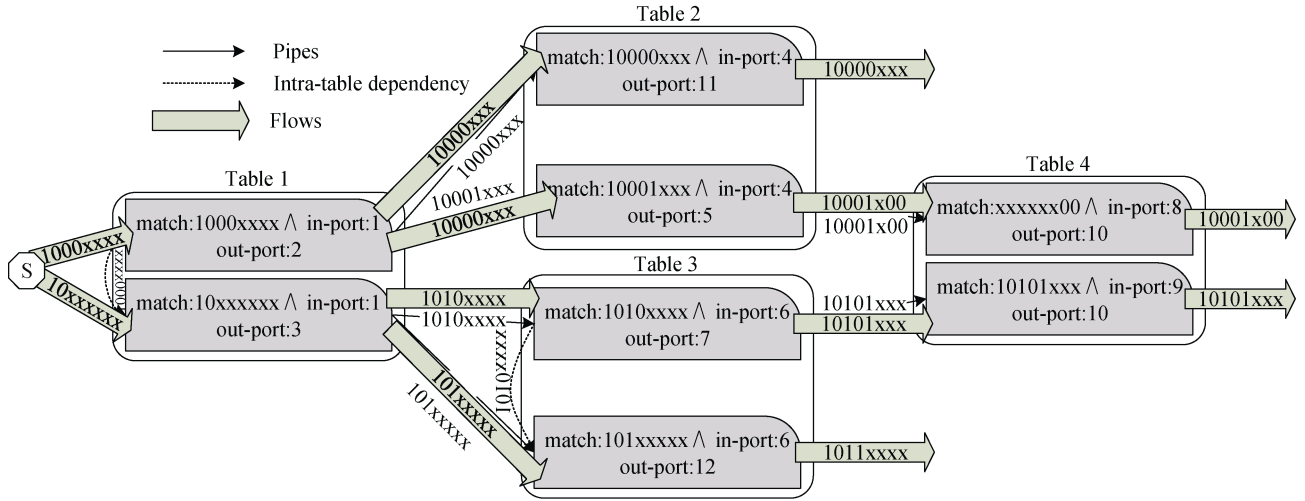 Table 2
Pipes
Intra-table dependency
Flows
match:10000xxx ∧ in-port:4
out-port:11
10000xxx
10000xxx
10000xxx
Table 1
match:1000xxxx ∧ in-port:1
out-port:2
1000xxxx
S
10xxxxxx
match:10xxxxxx ∧ in-port:1
out-port:3
10001xxx
10000xxx
match:10001xxx ∧ in-port:4
out-port:5
10001x00
10001x00
Table 4
match:xxxxxx00 ∧ in-port:8
out-port:10
10001x00
Table 3
1010xxxx
1010xxxx
match:1010xxxx ∧ in-port:6
out-port:7
1010xxxx
10101xxx
10101xxx
match:10101xxx ∧ in-port:9
out-port:10
10101xxx
101xxxxx
101xxxxx
match:101xxxxx ∧ in-port:6
out-port:12
1011xxxx